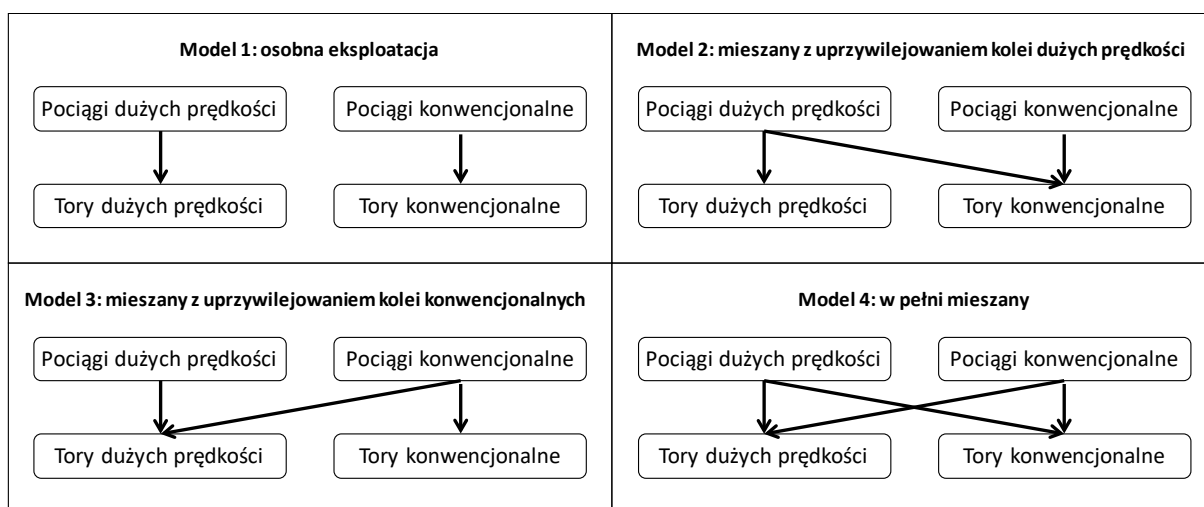 Model 1: osobna eksploatacja
Pociągi dużych prędkości
Pociągi konwencjonalne
Tory dużych prędkości
Tory konwencjonalne
Model 2: mieszany z uprzywilejowaniem kolei dużych prędkości
Pociągi dużych prędkości
Pociągi konwencjonalne
Tory dużych prędkości
Tory konwencjonalne
Model 3: mieszany z uprzywilejowaniem kolei konwencjonalnych
Pociągi dużych prędkości
Pociągi konwencjonalne
Tory dużych prędkości
Tory konwencjonalne
Model 4: w pełni mieszany
Pociągi dużych prędkości
Pociągi konwencjonalne
Tory dużych prędkości
Tory konwencjonalne